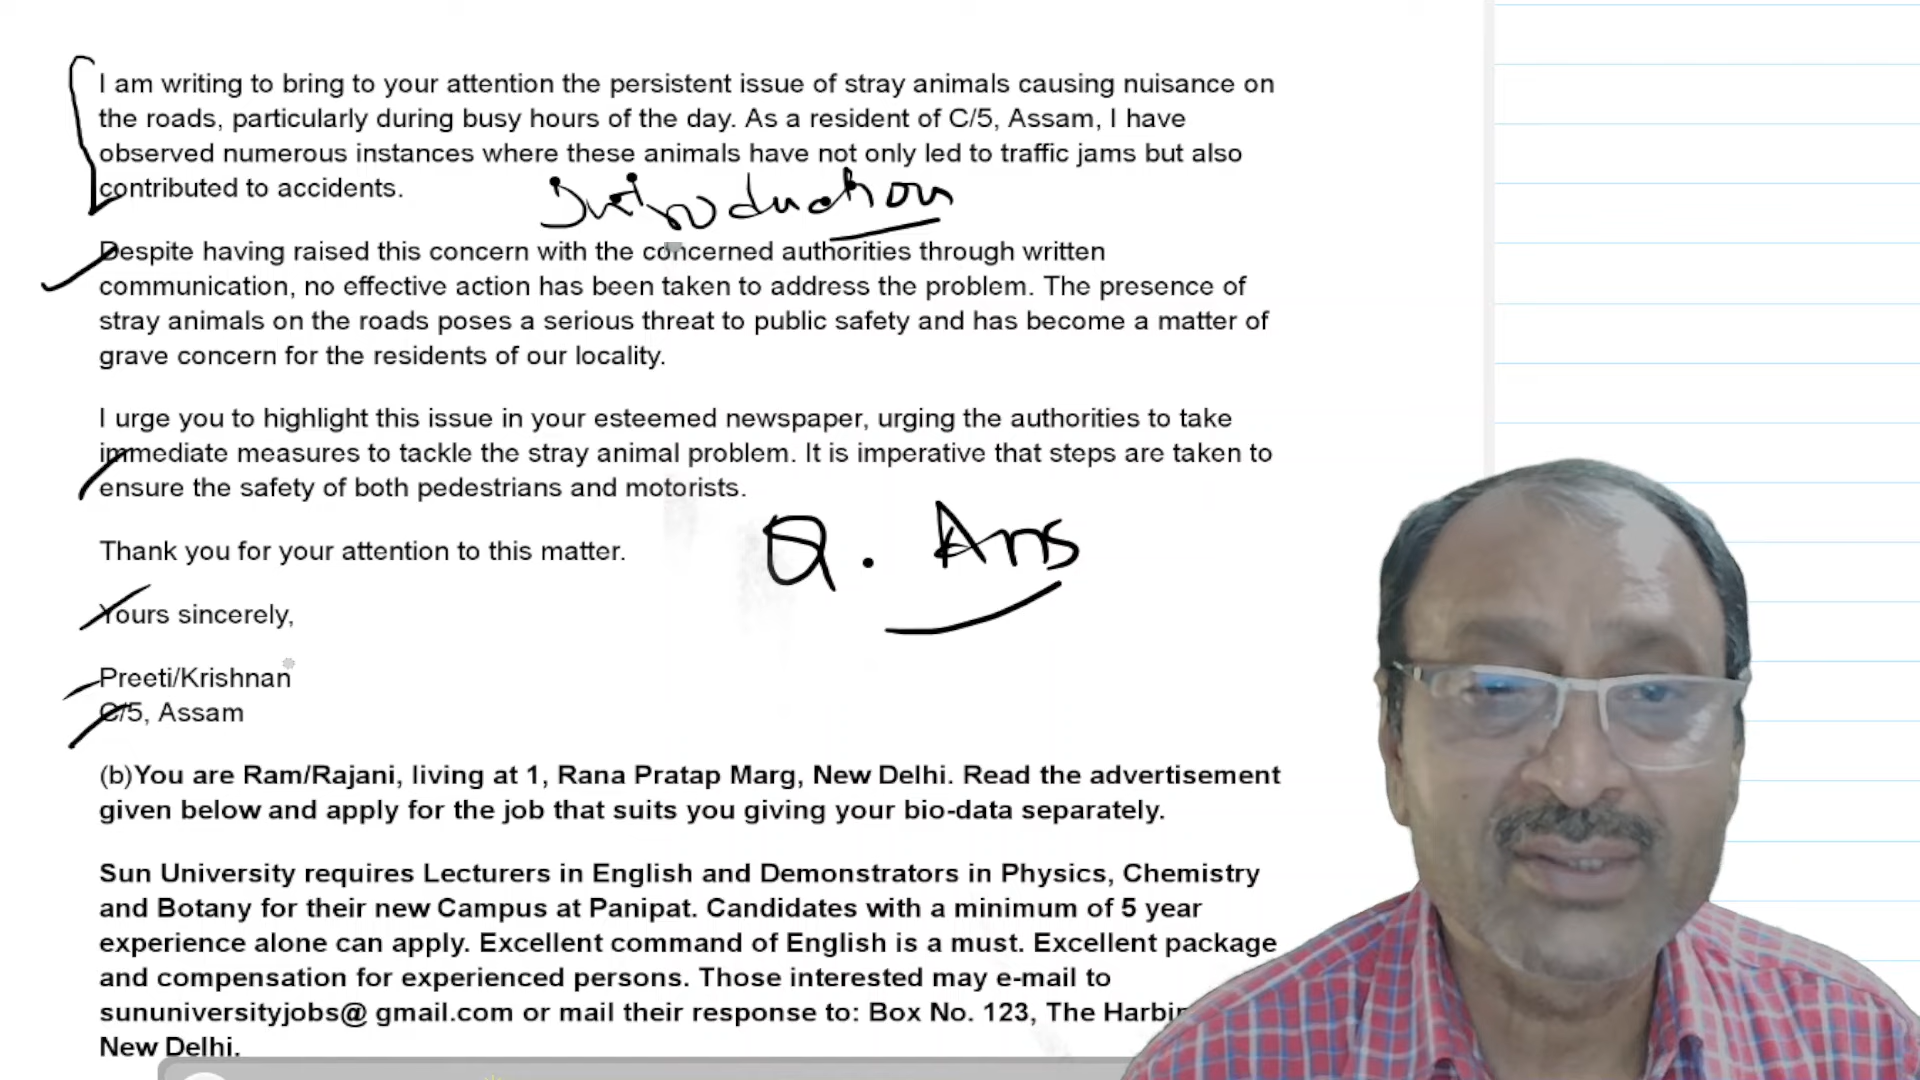 I am writing to bring to your attention the persistent issue of stray animals causing nuisance on
the roads, particularly during busy hours of the day. As a resident of C/5, Assam, I have
observed numerous instances where these animals have not only led to traffic jams but also
contributed to accidents.
Introduction
Despite having raised this concern with the concerned authorities through written
communication, no effective action has been taken to address the problem. The presence of
stray animals on the roads poses a serious threat to public safety and has become a matter of
grave concern for the residents of our locality.
I urge you to highlight this issue in your esteemed newspaper, urging the authorities to take
immediate measures to tackle the stray animal problem. It is imperative that steps are taken to
ensure the safety of both pedestrians and motorists.
Q. Ans
Thank you for your attention to this matter.
Yours sincerely,
Preeti/Krishnan
C/5, Assam
(b)You are Ram/Rajani, living at 1, Rana Pratap Marg, New Delhi. Read the advertisement
given below and apply for the job that suits you giving your bio-data separately.
Sun University requires Lecturers in English and Demonstrators in Physics, Chemistry
and Botany for their new Campus at Panipat. Candidates with a minimum of 5 year
experience alone can apply. Excellent command of English is a must. Excellent package
and compensation for experienced persons. Those interested may e-mail to
sununiversityjobs@ gmail.com or mail their response to: Box No. 123, The
New Delhi.